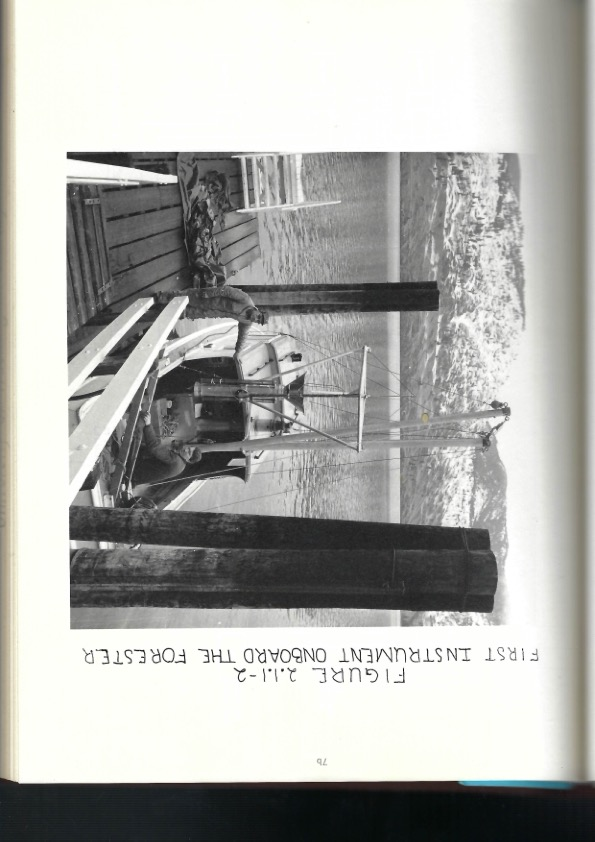 76
FIGURE 2.1.1-2
FIRST INSTRUMENT ONBOARD THE FORESTER